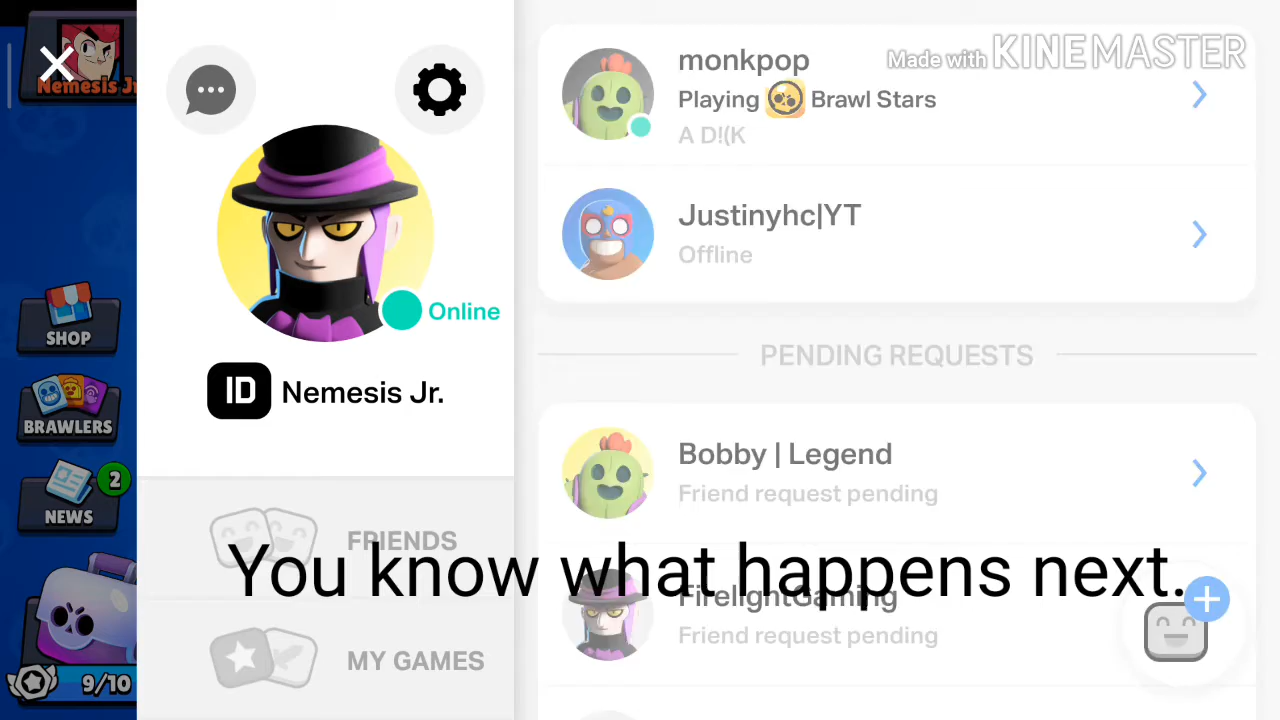 Nemesis Jr
SHOP
BRAWLERS
2
NEWS
9/10
Online
ID Nemesis Jr.
FRIENDS
MY GAMES
Made with KINEMASTER
monkpop
Playing Brawl Stars
A D!(K
Justinyhc|YT
Offline
PENDING REQUESTS
Bobby | Legend
Friend request pending
You know what happens next.
FirelightGaming
Friend request pending